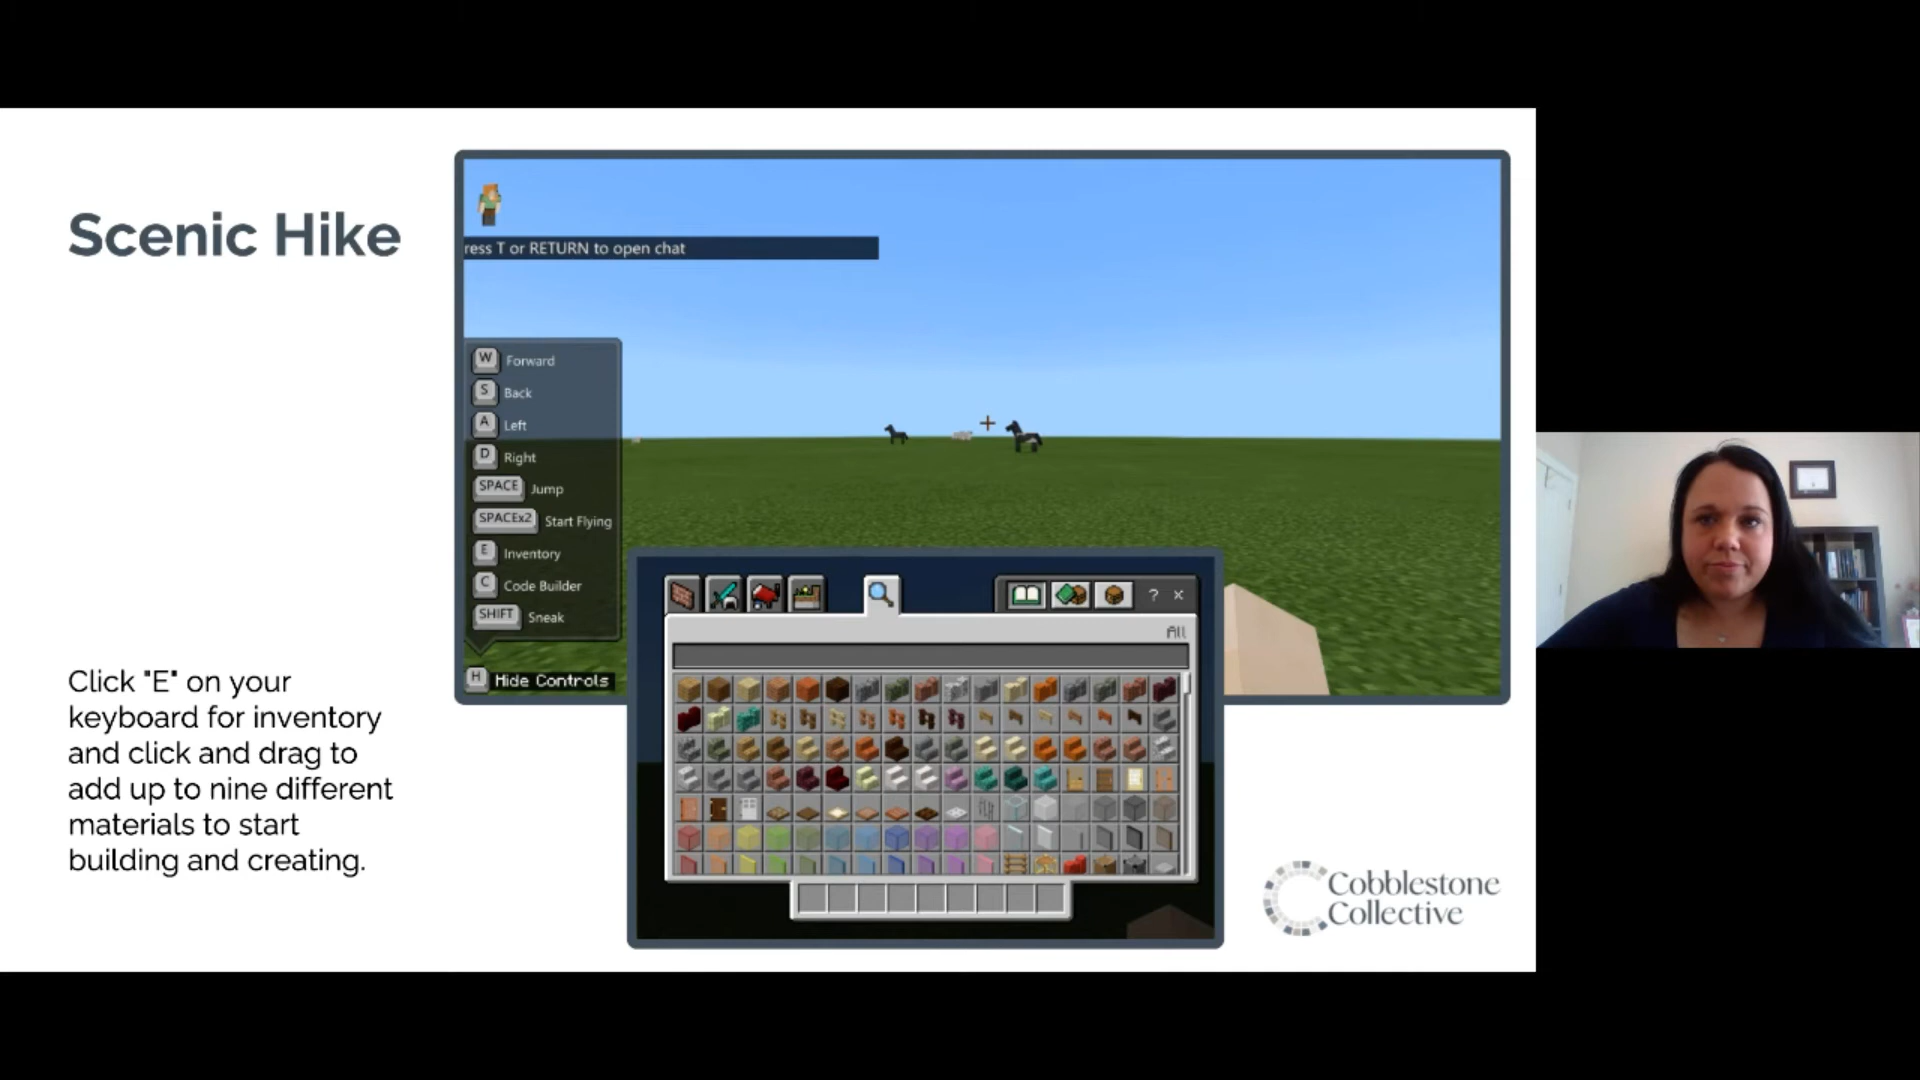 Scenic Hike
ress T or RETURN to open chat
W Forward
S Back
A Left
D Right
SPACE Jump
SPACEx2 Start Flying
E Inventory
C Code Builder
SHIFT Sneak
H Hide Controls
? ×
All
Click "E" on your
keyboard for inventory
and click and drag to
add up to nine different
materials to start
building and creating.
Cobblestone
Collective